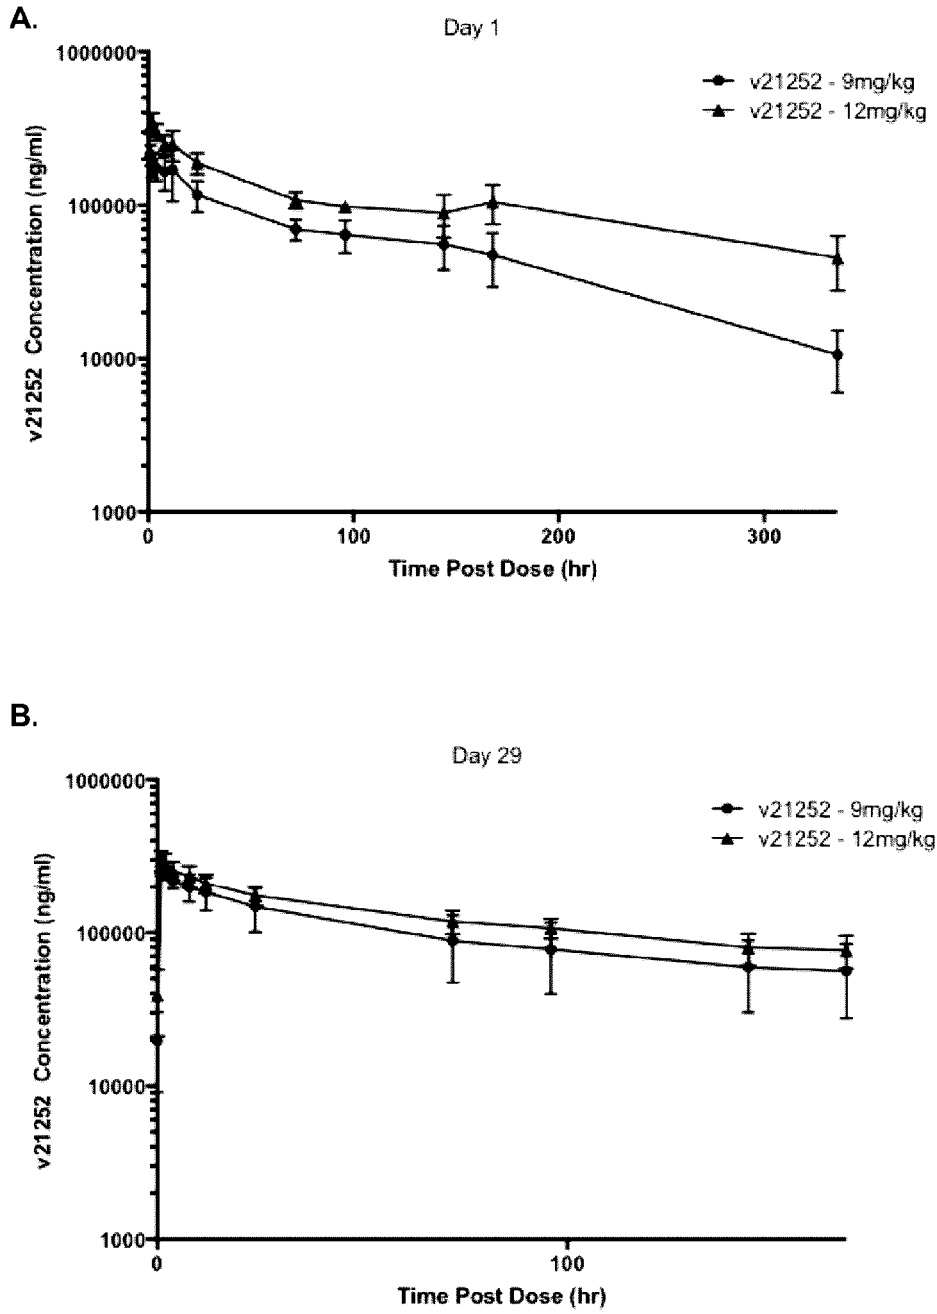 A.
Day 1
1000000
100000
10000
1000
v21252 Concentration (ng/ml)
v21252 - 9mg/kg
v21252 - 12mg/kg
0 100 200 300
Time Post Dose (hr)
B.
Day 29
1000000
100000
10000
1000
v21252 Concentration (ng/ml)
v21252 - 9mg/kg
v21252 - 12mg/kg
0 100
Time Post Dose (hr)